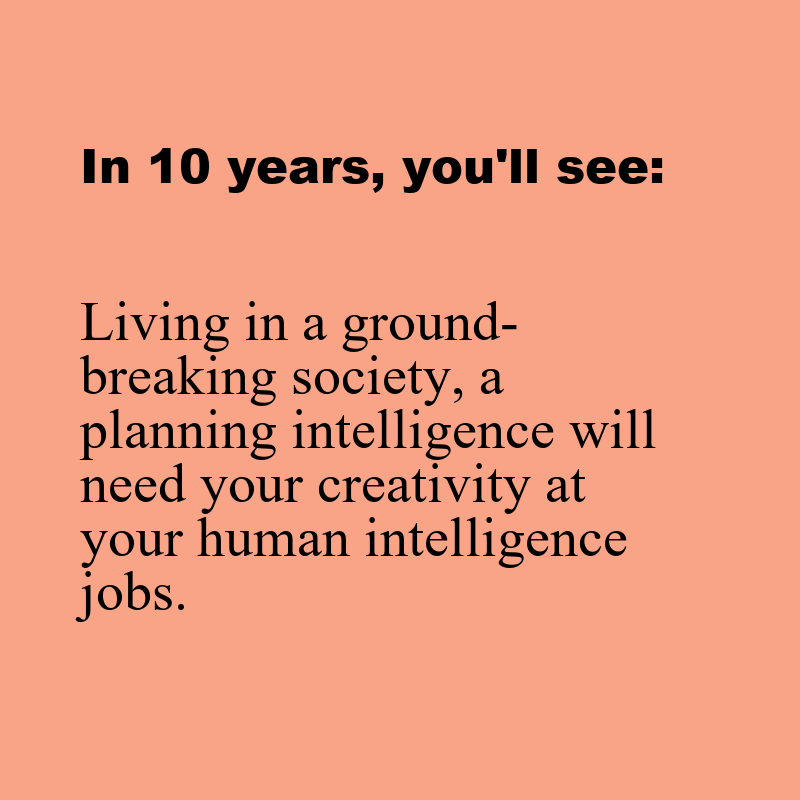 In 10 years, you'll see:
Living in a ground-
breaking society, a
planning intelligence will
need your creativity at
your human intelligence
jobs.